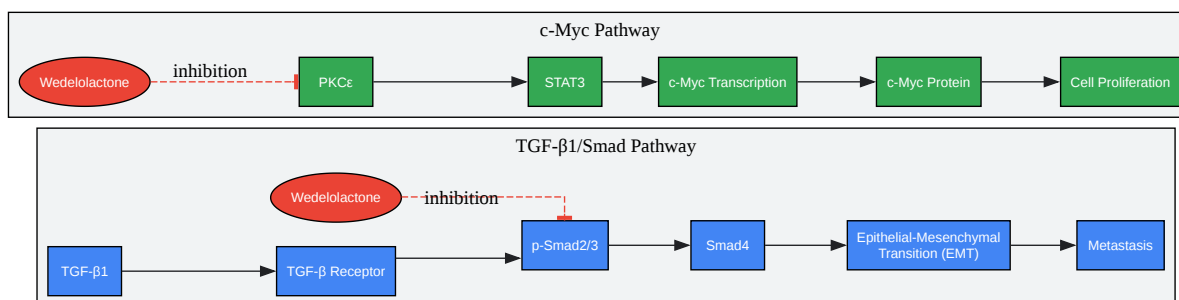 c-Myc Pathway
Wedelolactone
inhibition
PKCε
STAT3
c-Myc Transcription
c-Myc Protein
Cell Proliferation
TGF-β1/Smad Pathway
Wedelolactone
inhibition
TGF-β1
TGF-β Receptor
p-Smad2/3
Smad4
Epithelial-Mesenchymal
Transition (EMT)
Metastasis